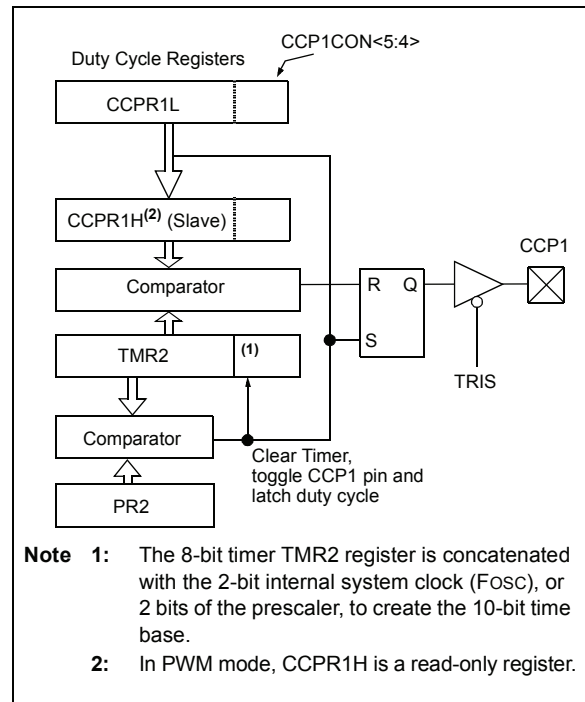 CCP1CON<5:4>
Duty Cycle Registers
CCPR1L
CCPR1H(2) (Slave)
CCP1
Comparator
R Q
TMR2 (1)
S
TRIS
Comparator
Clear Timer,
toggle CCP1 pin and
latch duty cycle
PR2
Note 1: The 8-bit timer TMR2 register is concatenated
with the 2-bit internal system clock (FOSC), or
2 bits of the prescaler, to create the 10-bit time
base.
2: In PWM mode, CCPR1H is a read-only register.